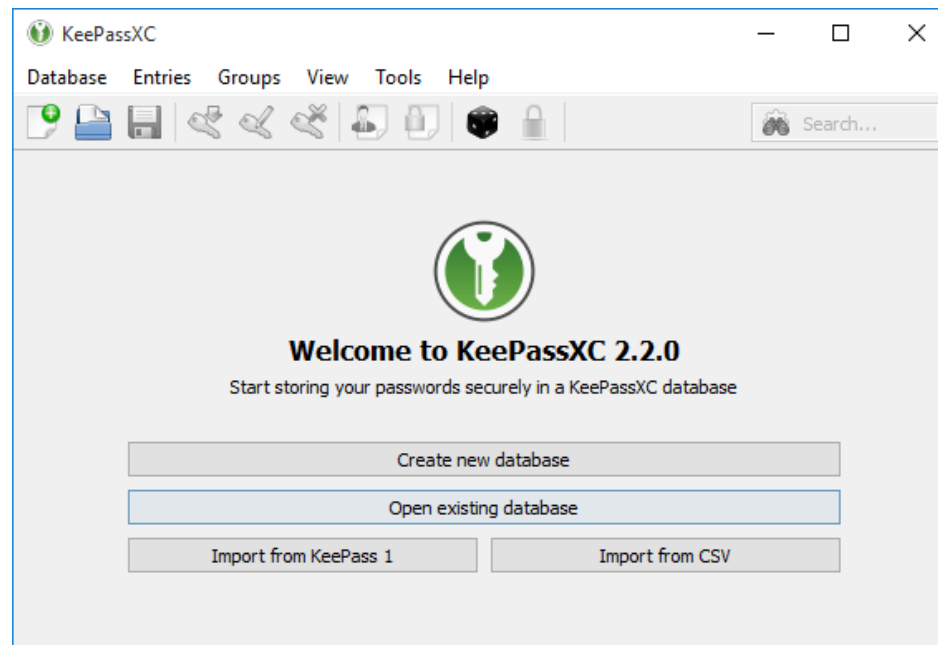 KeePassXC
Database Entries Groups View Tools Help
Search...
Welcome to KeePassXC 2.2.0
Start storing your passwords securely in a KeePassXC database
Create new database
Open existing database
Import from KeePass 1 Import from CSV